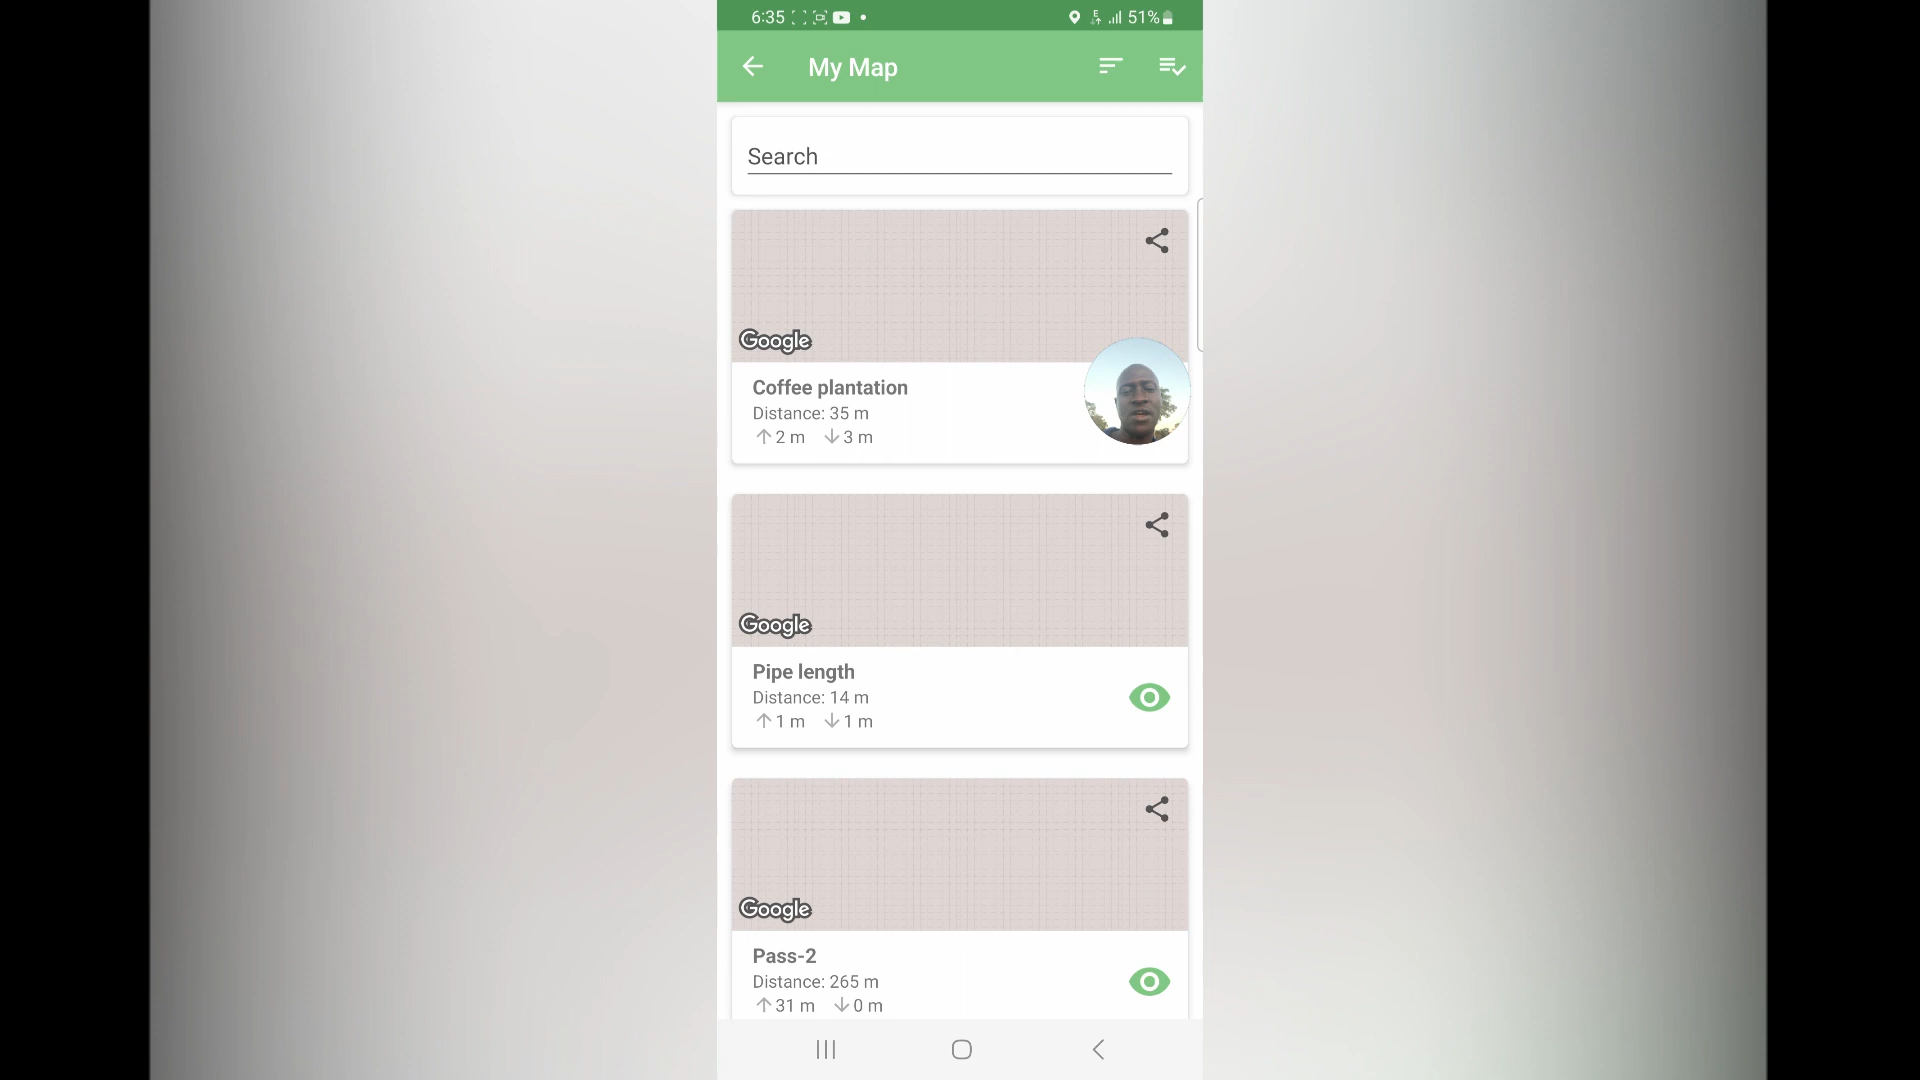 6:35
51%
My Map
Search
Google
Coffee plantation
Distance: 35 m
↑ 2 m ↓ 3 m
Google
Pipe length
Distance: 14 m
↑ 1 m ↓ 1 m
Google
Pass-2
Distance: 265 m
↑ 31 m ↓ 0 m